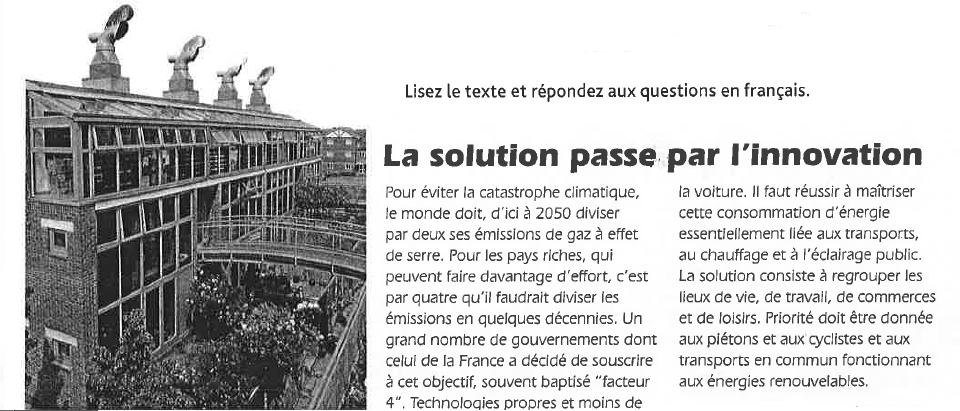 Lisez le texte et répondez aux questions en français.
La solution passe par l'innovation
Pour éviter la catastrophe climatique,
le monde doit, d'ici à 2050 diviser
par deux ses émissions de gaz à effet
de serre. Pour les pays riches, qui
peuvent faire davantage d'effort, c'est
par quatre qu'il faudrait diviser les
émissions en quelques décennies. Un
grand nombre de gouvernements dont
celui de la France a décidé de souscrire
à cet objectif, souvent baptisé "facteur
4". Technologies propres et moins de
la voiture. Il faut réussir à maîtriser
cette consommation d'énergie
essentiellement liée aux transports,
au chauffage et à l'éclairage public.
La solution consiste à regrouper les
lieux de vie, de travail, de commerces
et de loisirs. Priorité doit être donnée
aux piétons et aux cyclistes et aux
transports en commun fonctionnant
aux énergies renouvelables.